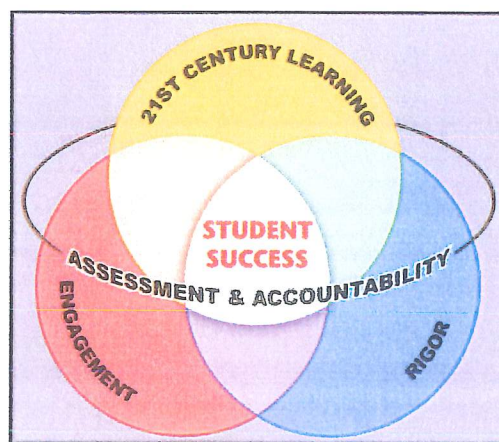 21ST CENTURY LEARNING
STUDENT
SUCCESS
ASSESSMENT & ACCOUNTABILITY
ENGAGEMENT
RIGOR